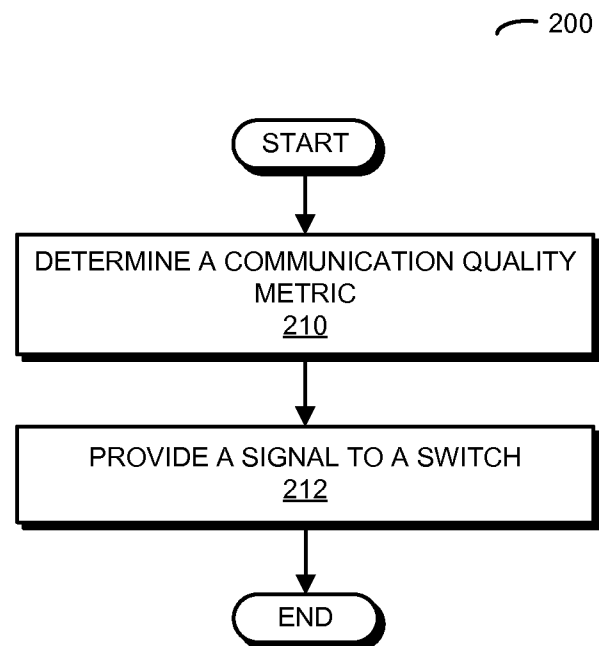 200
START
DETERMINE A COMMUNICATION QUALITY
METRIC
210
PROVIDE A SIGNAL TO A SWITCH
212
END